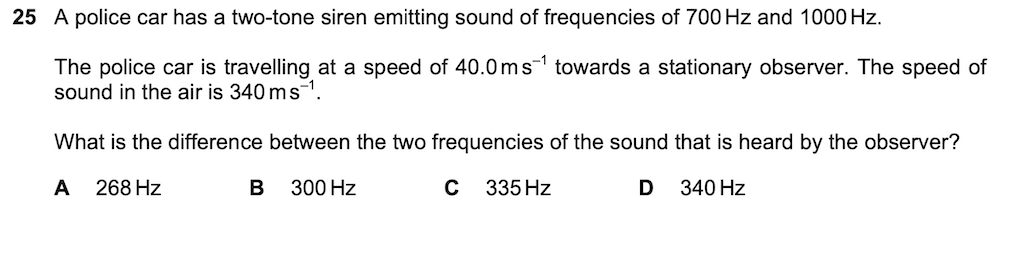 25 A police car has a two-tone siren emitting sound of frequencies of 700 Hz and 1000 Hz.
The police car is travelling at a speed of 40.0 m s⁻¹ towards a stationary observer. The speed of
sound in the air is 340 m s⁻¹.
What is the difference between the two frequencies of the sound that is heard by the observer?
A 268 Hz B 300 Hz C 335 Hz D 340 Hz